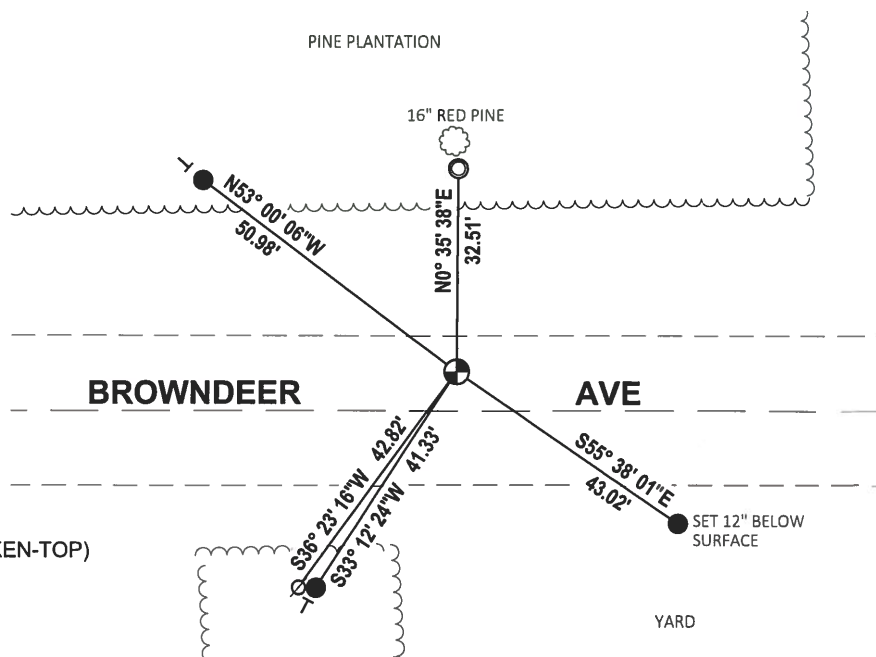 PINE PLANTATION
16" RED PINE
N53° 00' 06"W
50.98'
N0° 35' 38"E
32.51'
BROWNDEER AVE
S36° 23' 16"W 42.82'
S33° 12' 24"W 41.33'
S55° 38' 01"E
43.02'
SET 12" BELOW
SURFACE
KEN-TOP)
YARD